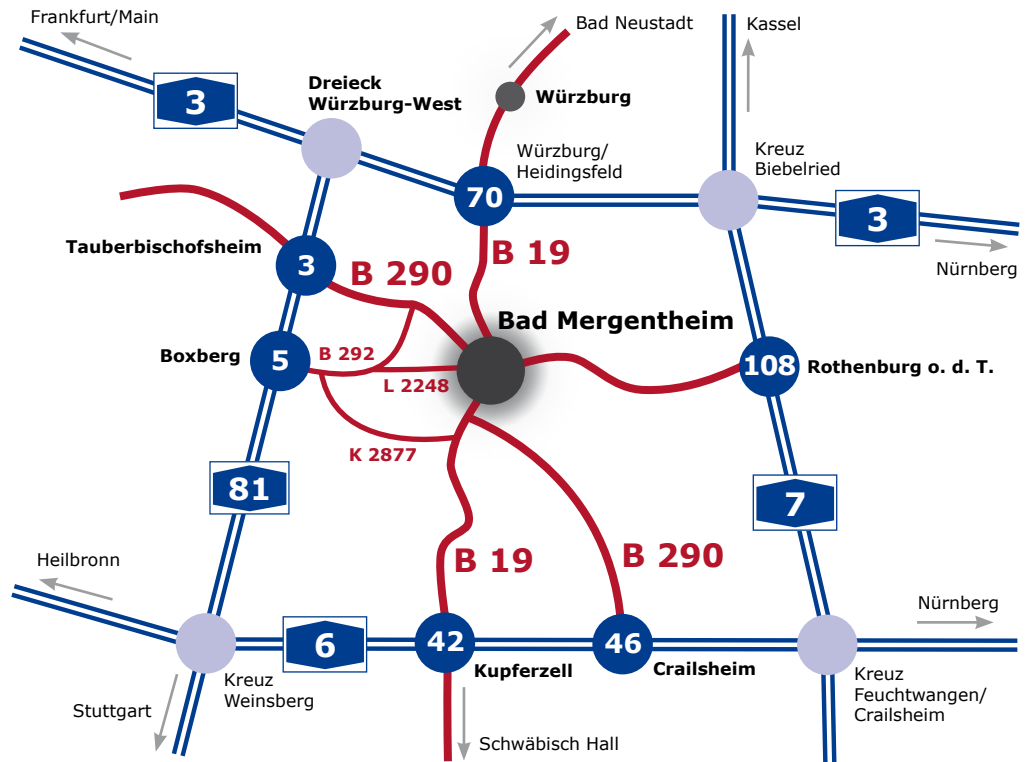 Frankfurt/Main
Bad Neustadt
Kassel
Dreieck
Würzburg-West
3
Würzburg
Würzburg/
Heidingsfeld
Kreuz
Biebelried
70
3
Tauberbischofsheim
3
B 290
B 19
Nürnberg
Bad Mergentheim
Boxberg
5
B 292
L 2248
108
Rothenburg o. d. T.
K 2877
81
7
Heilbronn
B 19
B 290
Nürnberg
6
42
46
Kupferzell
Crailsheim
Kreuz
Weinsberg
Kreuz
Feuchtwangen/
Crailsheim
Stuttgart
Schwäbisch Hall